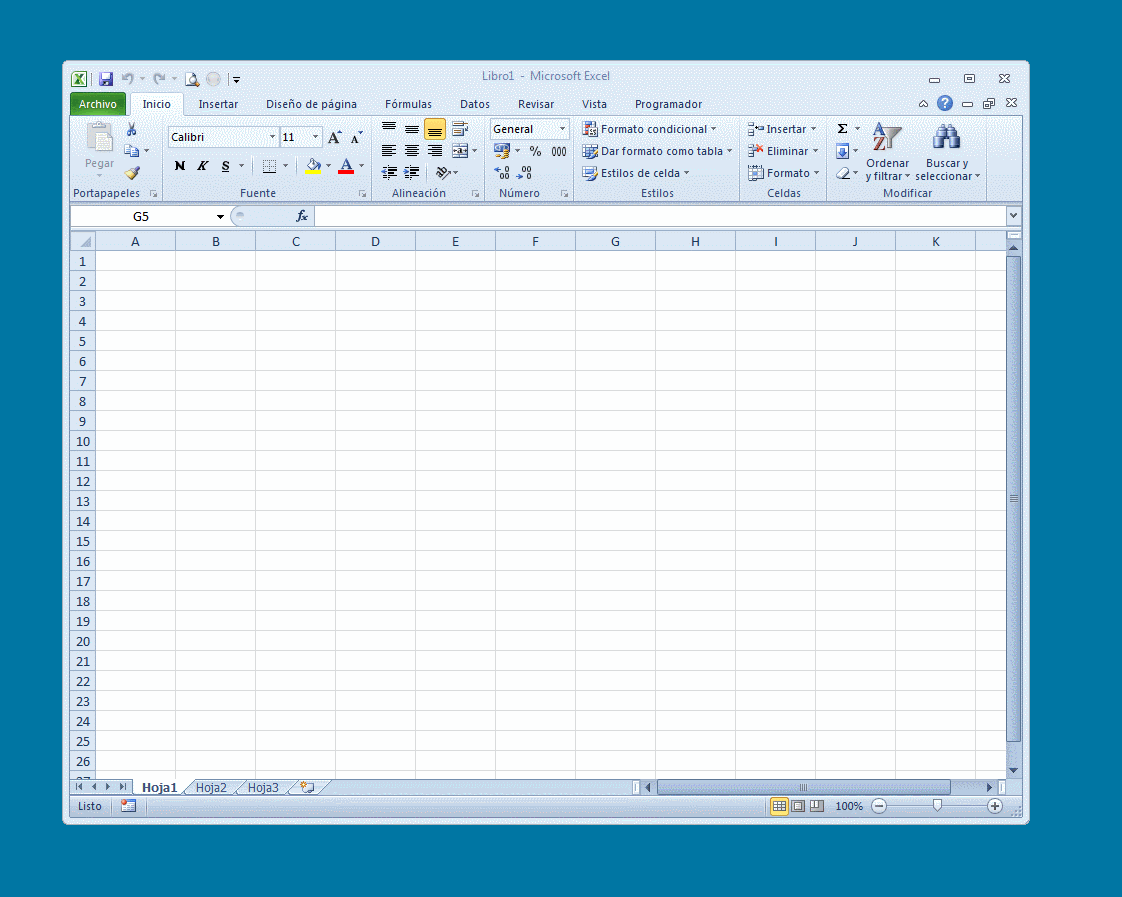 Libro1 - Microsoft Excel
Archivo Inicio Insertar Diseño de página Fórmulas Datos Revisar Vista Programador
Calibri 11 General Formato condicional Insertar Σ
Pegar N K S A % 000 Dar formato como tabla Eliminar Ordenar y filtrar Buscar y seleccionar
Estilos de celda Formato
Portapapeles Fuente Alineación Número Estilos Celdas Modificar
G5 fx
A B C D E F G H I J K
1
2
3
4
5
6
7
8
9
10
11
12
13
14
15
16
17
18
19
20
21
22
23
24
25
26
27
Hoja1 Hoja2 Hoja3
Listo 100%